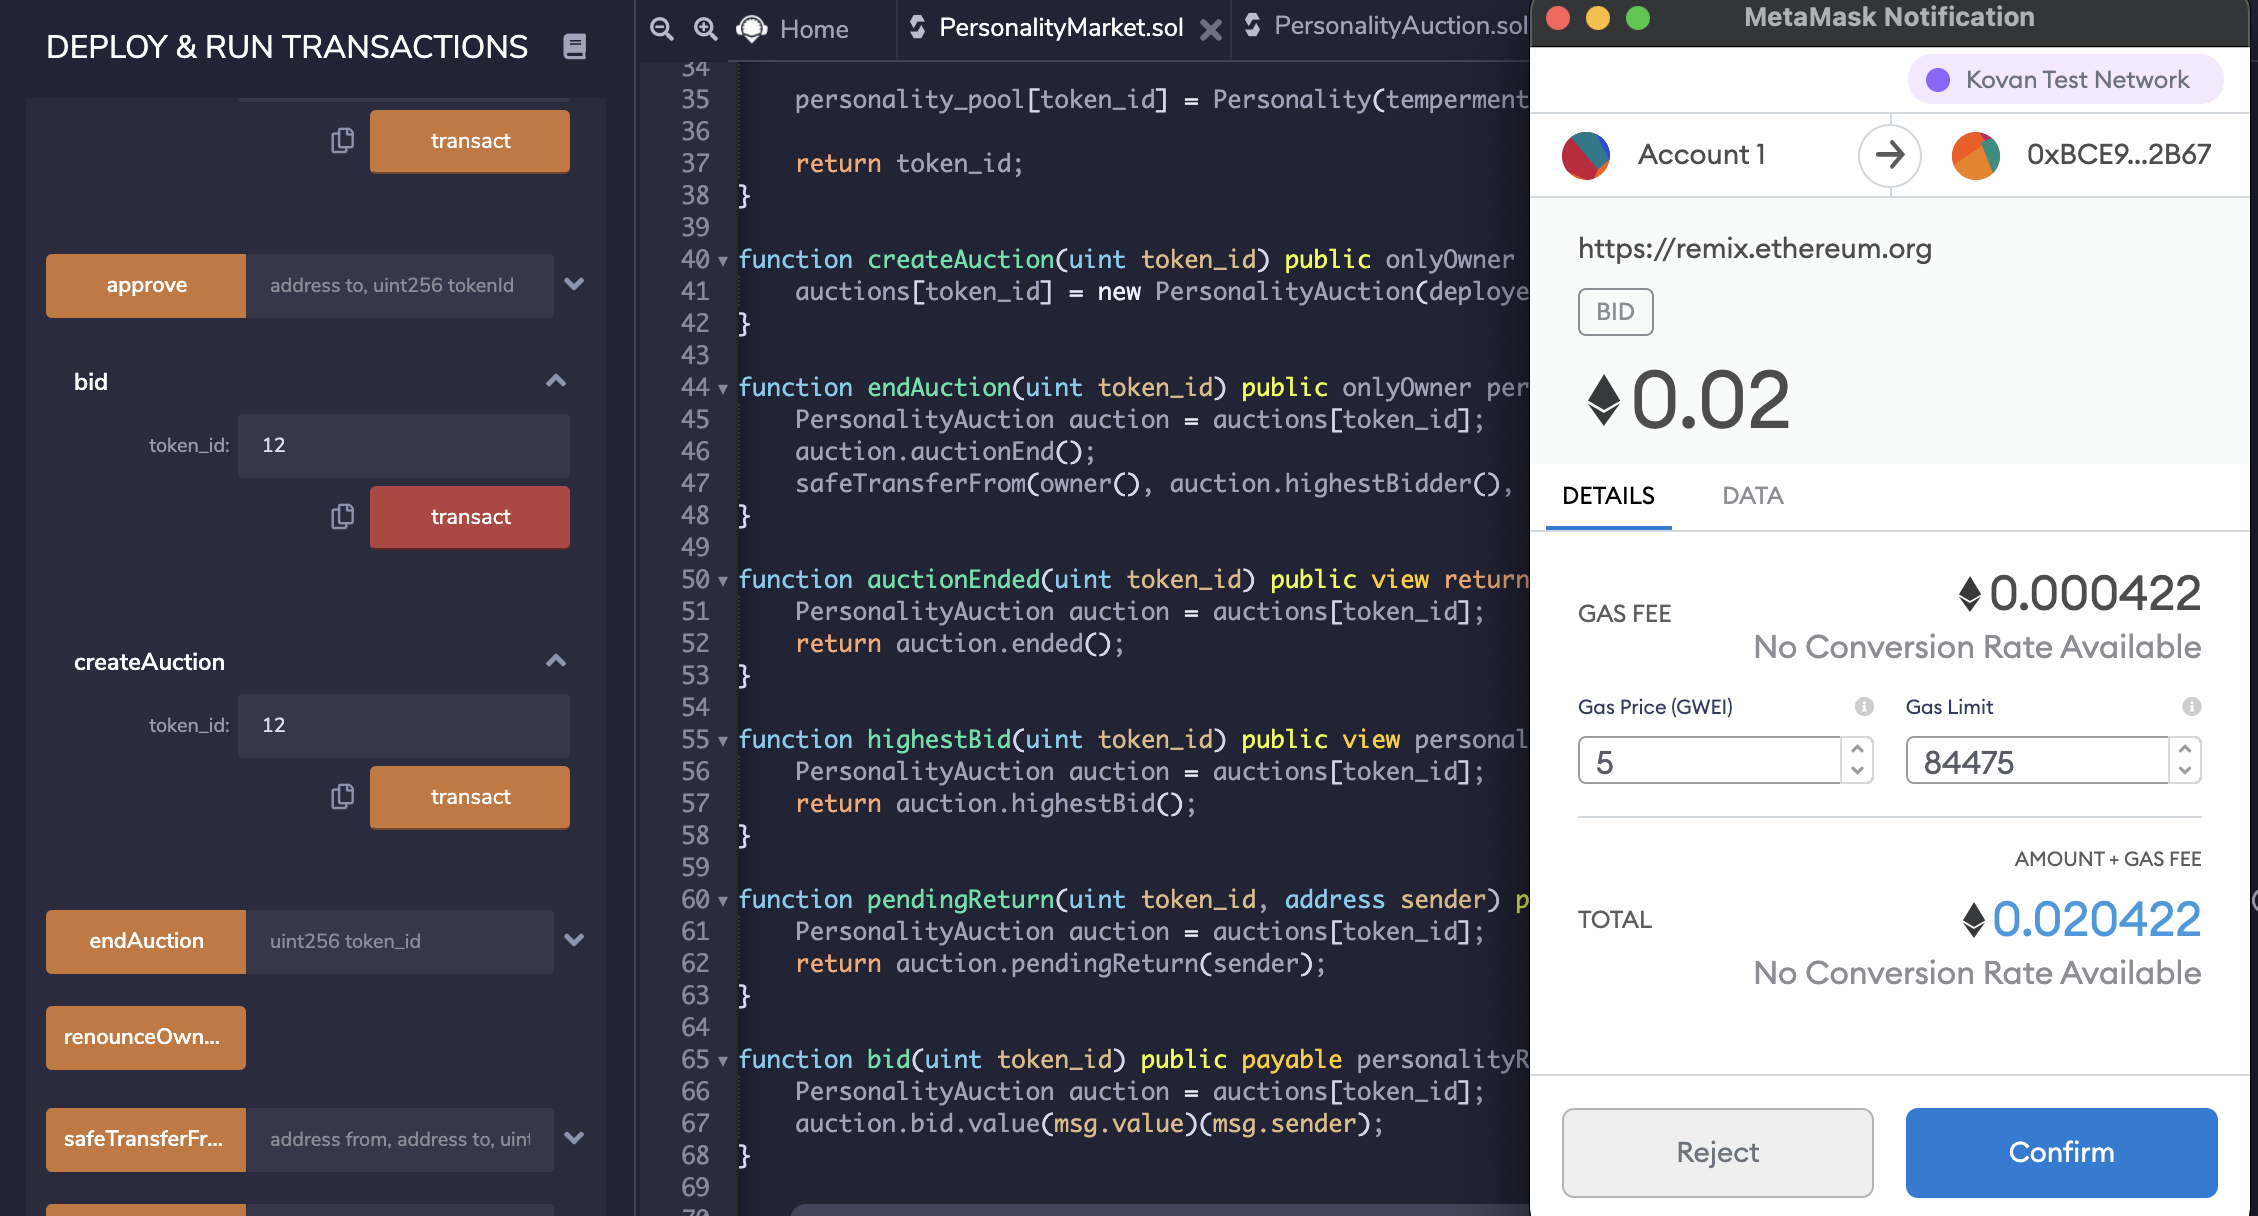 DEPLOY & RUN TRANSACTIONS
transact
approve
address to, uint256 tokenId
bid
token_id:
12
transact
createAuction
token_id:
12
transact
endAuction
uint256 token_id
renounceOwn...
safeTransferFr...
address from, address to, uint
Home
PersonalityMarket.sol
PersonalityAuction.sol
34
35 personality_pool[token_id] = Personality(temperment
36
37 return token_id;
38 }
39
40 function createAuction(uint token_id) public onlyOwner
41 auctions[token_id] = new PersonalityAuction(deploye
42 }
43
44 function endAuction(uint token_id) public onlyOwner per
45 PersonalityAuction auction = auctions[token_id];
46 auction.auctionEnd();
47 safeTransferFrom(owner(), auction.highestBidder(),
48 }
49
50 function auctionEnded(uint token_id) public view return
51 PersonalityAuction auction = auctions[token_id];
52 return auction.ended();
53 }
54
55 function highestBid(uint token_id) public view personal
56 PersonalityAuction auction = auctions[token_id];
57 return auction.highestBid();
58 }
59
60 function pendingReturn(uint token_id, address sender) p
61 PersonalityAuction auction = auctions[token_id];
62 return auction.pendingReturn(sender);
63 }
64
65 function bid(uint token_id) public payable personalityR
66 PersonalityAuction auction = auctions[token_id];
67 auction.bid.value(msg.value)(msg.sender);
68 }
69
70
MetaMask Notification
Kovan Test Network
Account 1
0xBCE9...2B67
https://remix.ethereum.org
BID
0.02
DETAILS
DATA
GAS FEE
0.000422
No Conversion Rate Available
Gas Price (GWEI)
Gas Limit
5
84475
AMOUNT + GAS FEE
TOTAL
0.020422
No Conversion Rate Available
Reject
Confirm